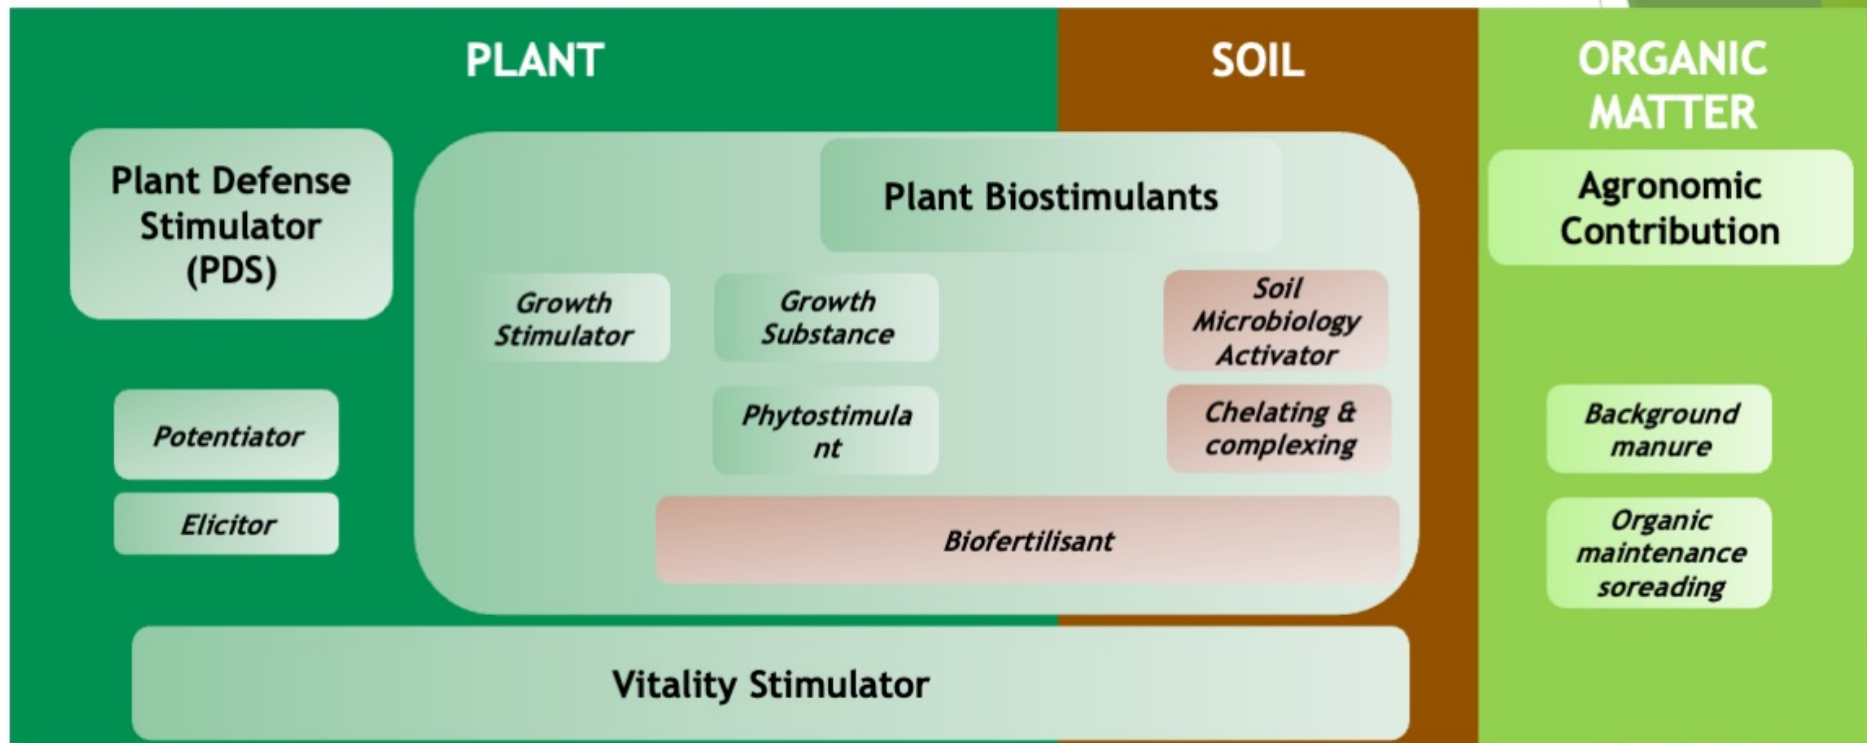 PLANT
SOIL
ORGANIC
MATTER
Plant Defense
Stimulator
(PDS)
Plant Biostimulants
Agronomic
Contribution
Growth
Stimulator
Growth
Substance
Soil
Microbiology
Activator
Potentiator
Phytostimula
nt
Chelating &
complexing
Background
manure
Elicitor
Biofertilisant
Organic
maintenance
soreading
Vitality Stimulator